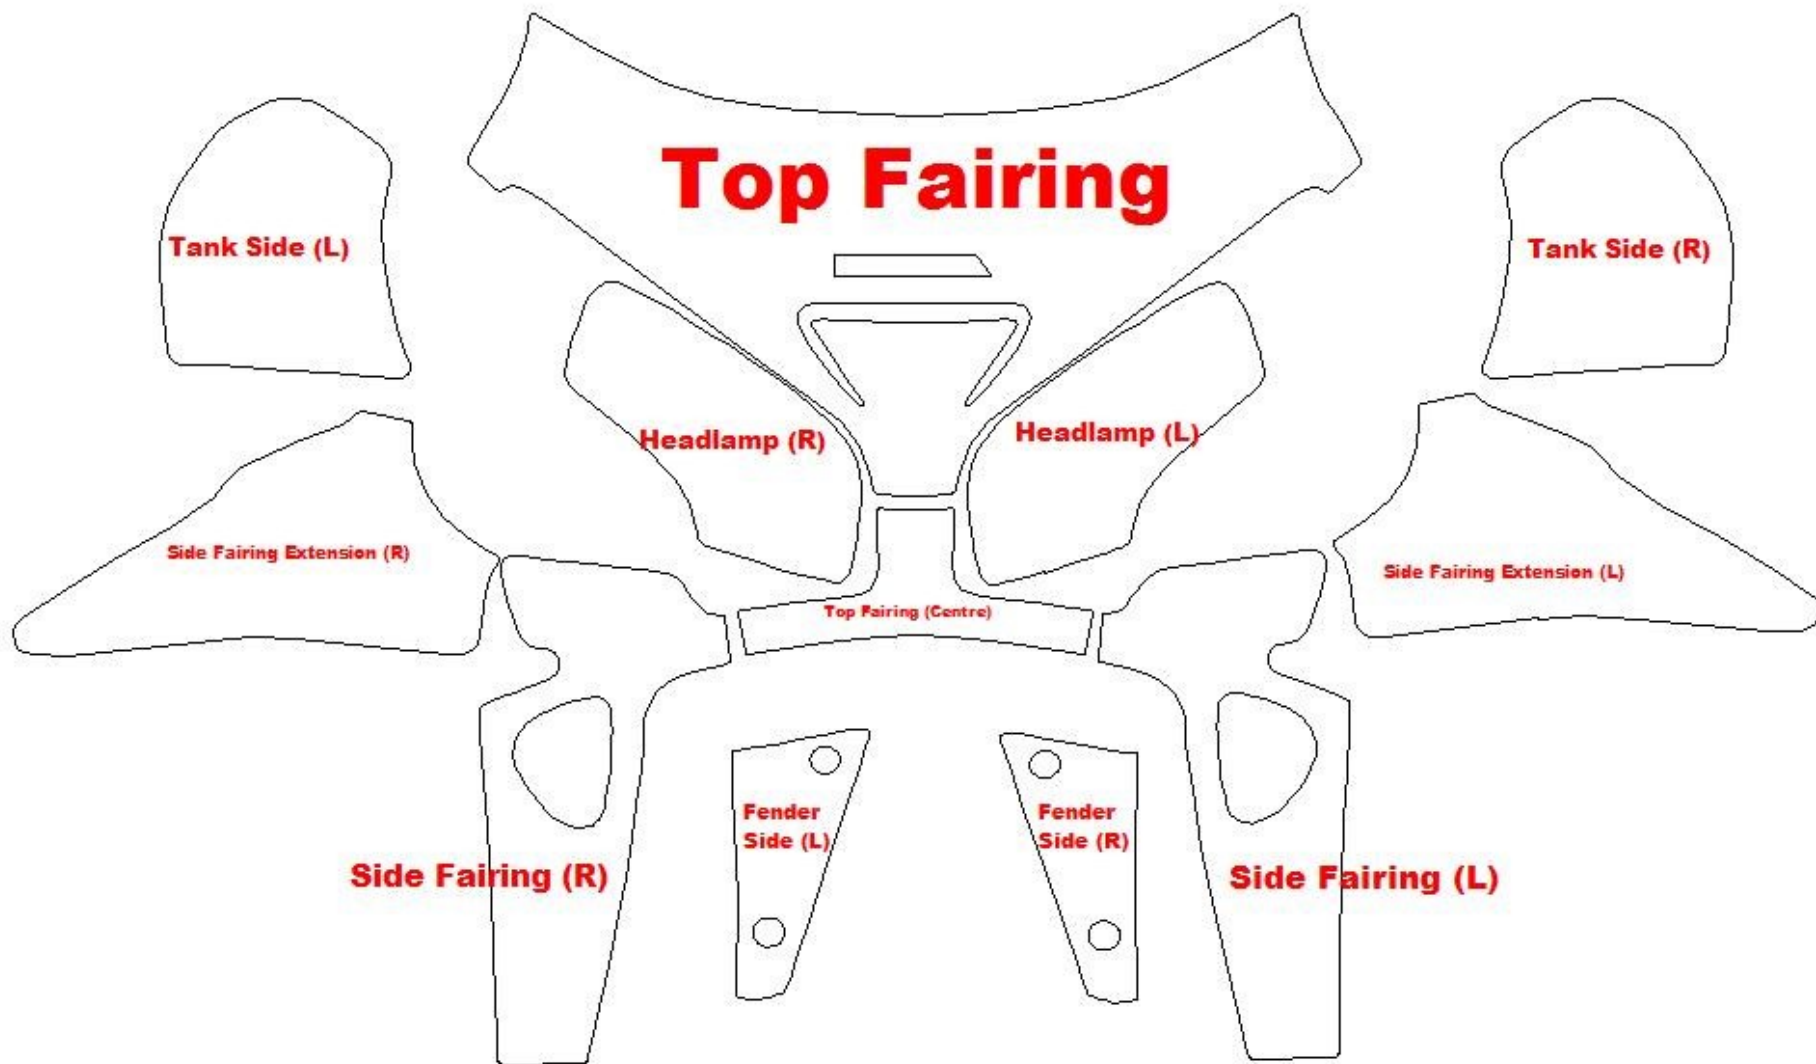 Top Fairing
Tank Side (L)
Tank Side (R)
Headlamp (R)
Headlamp (L)
Side Fairing Extension (R)
Side Fairing Extension (L)
Top Fairing (Centre)
Fender
Side (L)
Fender
Side (R)
Side Fairing (R)
Side Fairing (L)